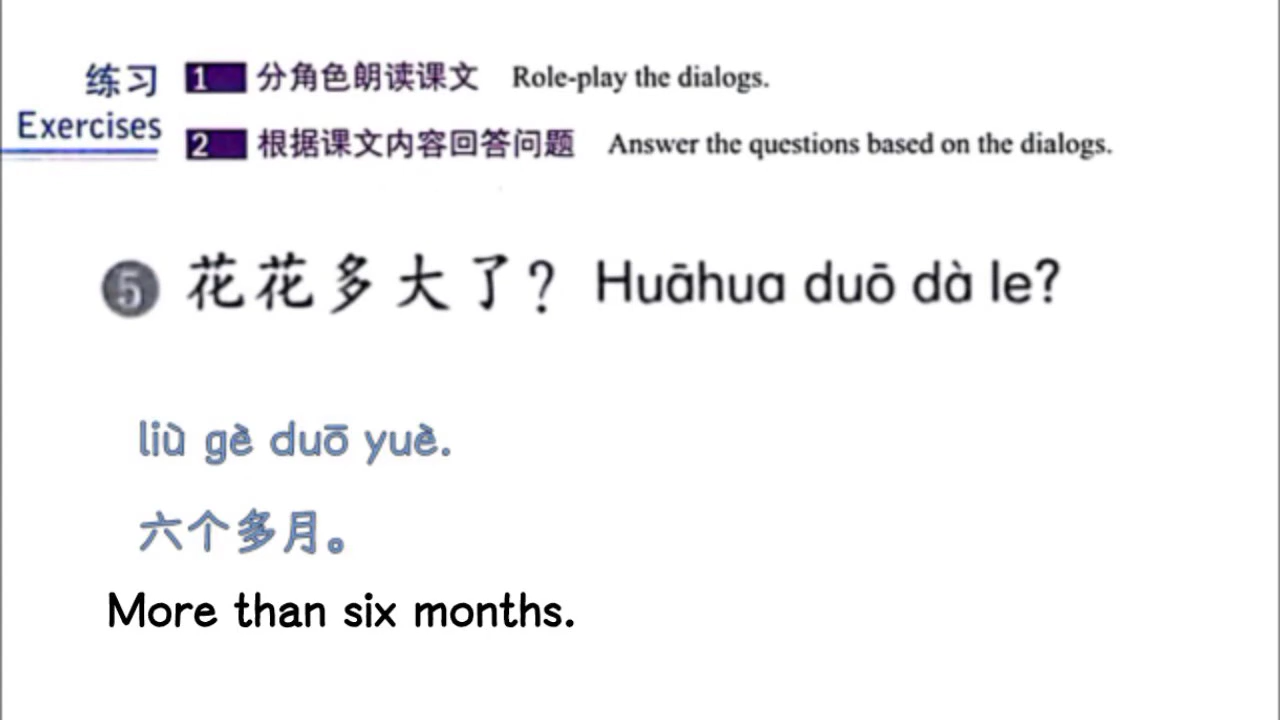 练习 1 分角色朗读课文 Role-play the dialogs.
Exercises
2 根据课文内容回答问题 Answer the questions based on the dialogs.
5 花花多大了？ Huāhua duō dà le?
liù gè duō yuè.
六个多月。
More than six months.